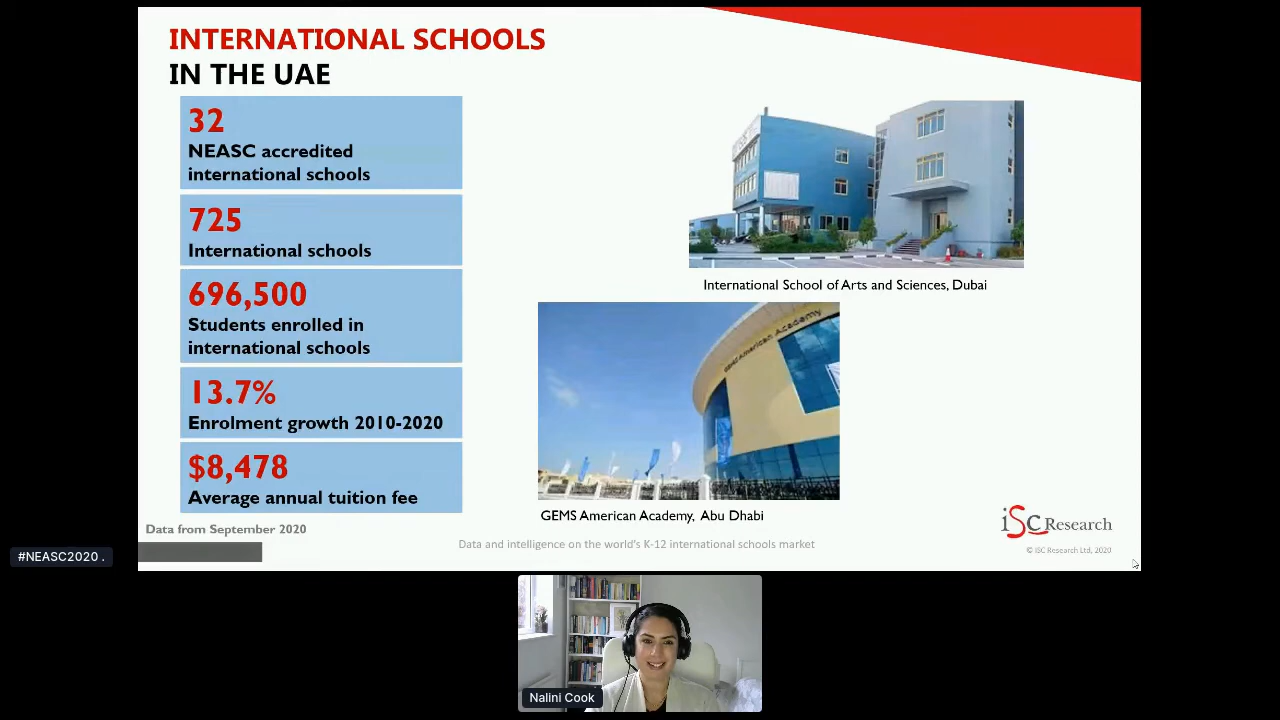 INTERNATIONAL SCHOOLS
IN THE UAE
32
NEASC accredited
international schools
725
International schools
696,500
Students enrolled in
international schools
13.7%
Enrolment growth 2010-2020
$8,478
Average annual tuition fee
Data from September 2020
International School of Arts and Sciences, Dubai
GEMS American Academy
GEMS American Academy, Abu Dhabi
Data and intelligence on the world's K-12 international schools market
iSC Research
© ISC Research Ltd, 2020
#NEASC2020 .
Nalini Cook